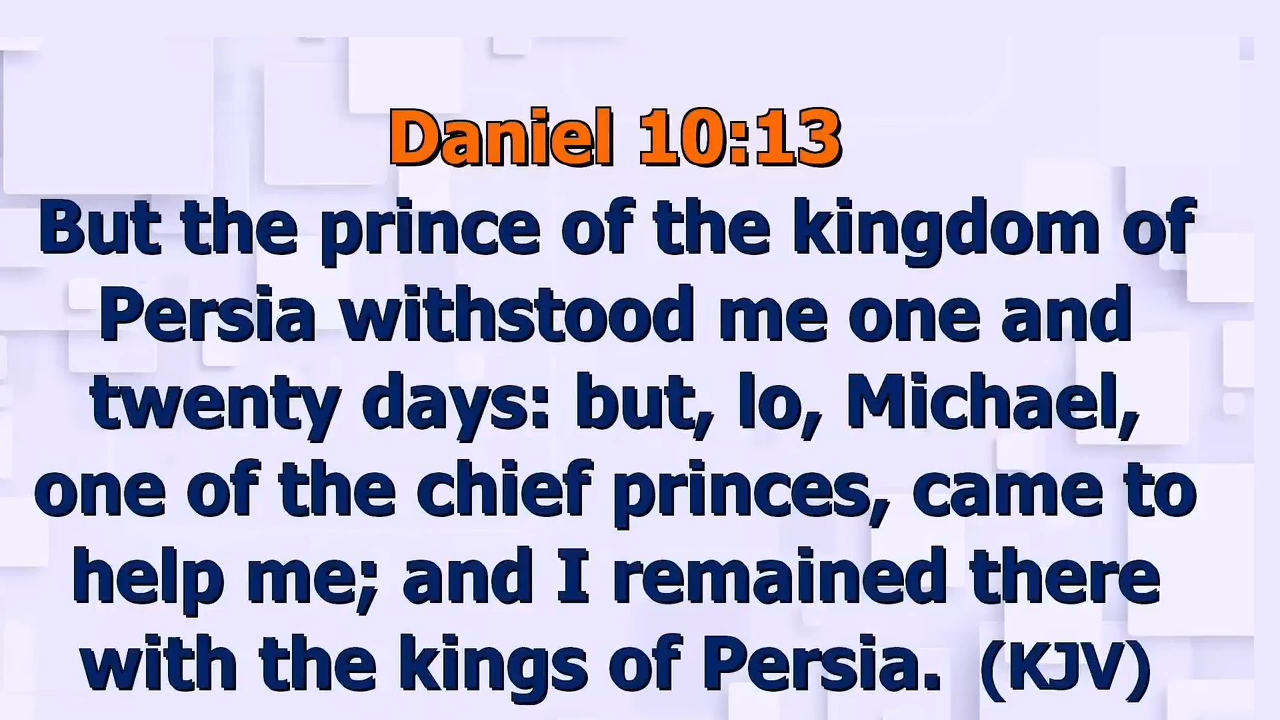 Daniel 10:13
But the prince of the kingdom of
Persia withstood me one and
twenty days: but, lo, Michael,
one of the chief princes, came to
help me; and I remained there
with the kings of Persia. (KJV)